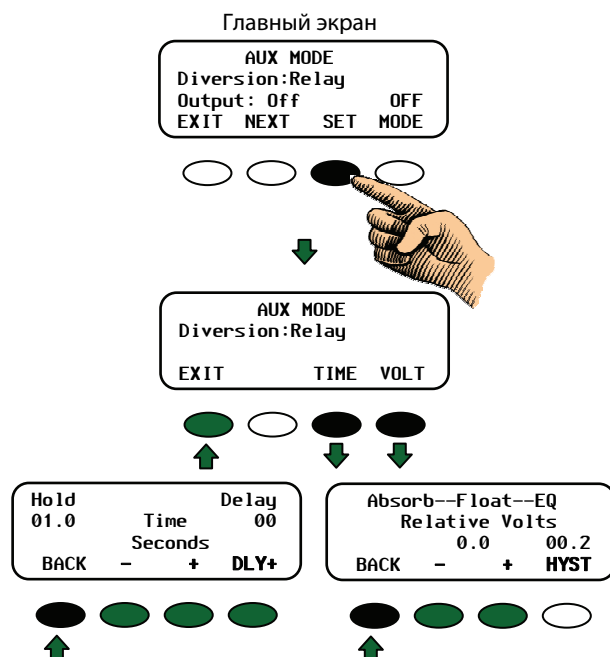 Главный экран
AUX MODE
Diversion:Relay
Output: Off OFF
EXIT NEXT SET MODE
AUX MODE
Diversion:Relay
EXIT TIME VOLT
Hold Delay
01.0 Time 00
Seconds
BACK - + DLY+
Absorb--Float--EQ
Relative Volts
0.0 00.2
BACK - + HYST